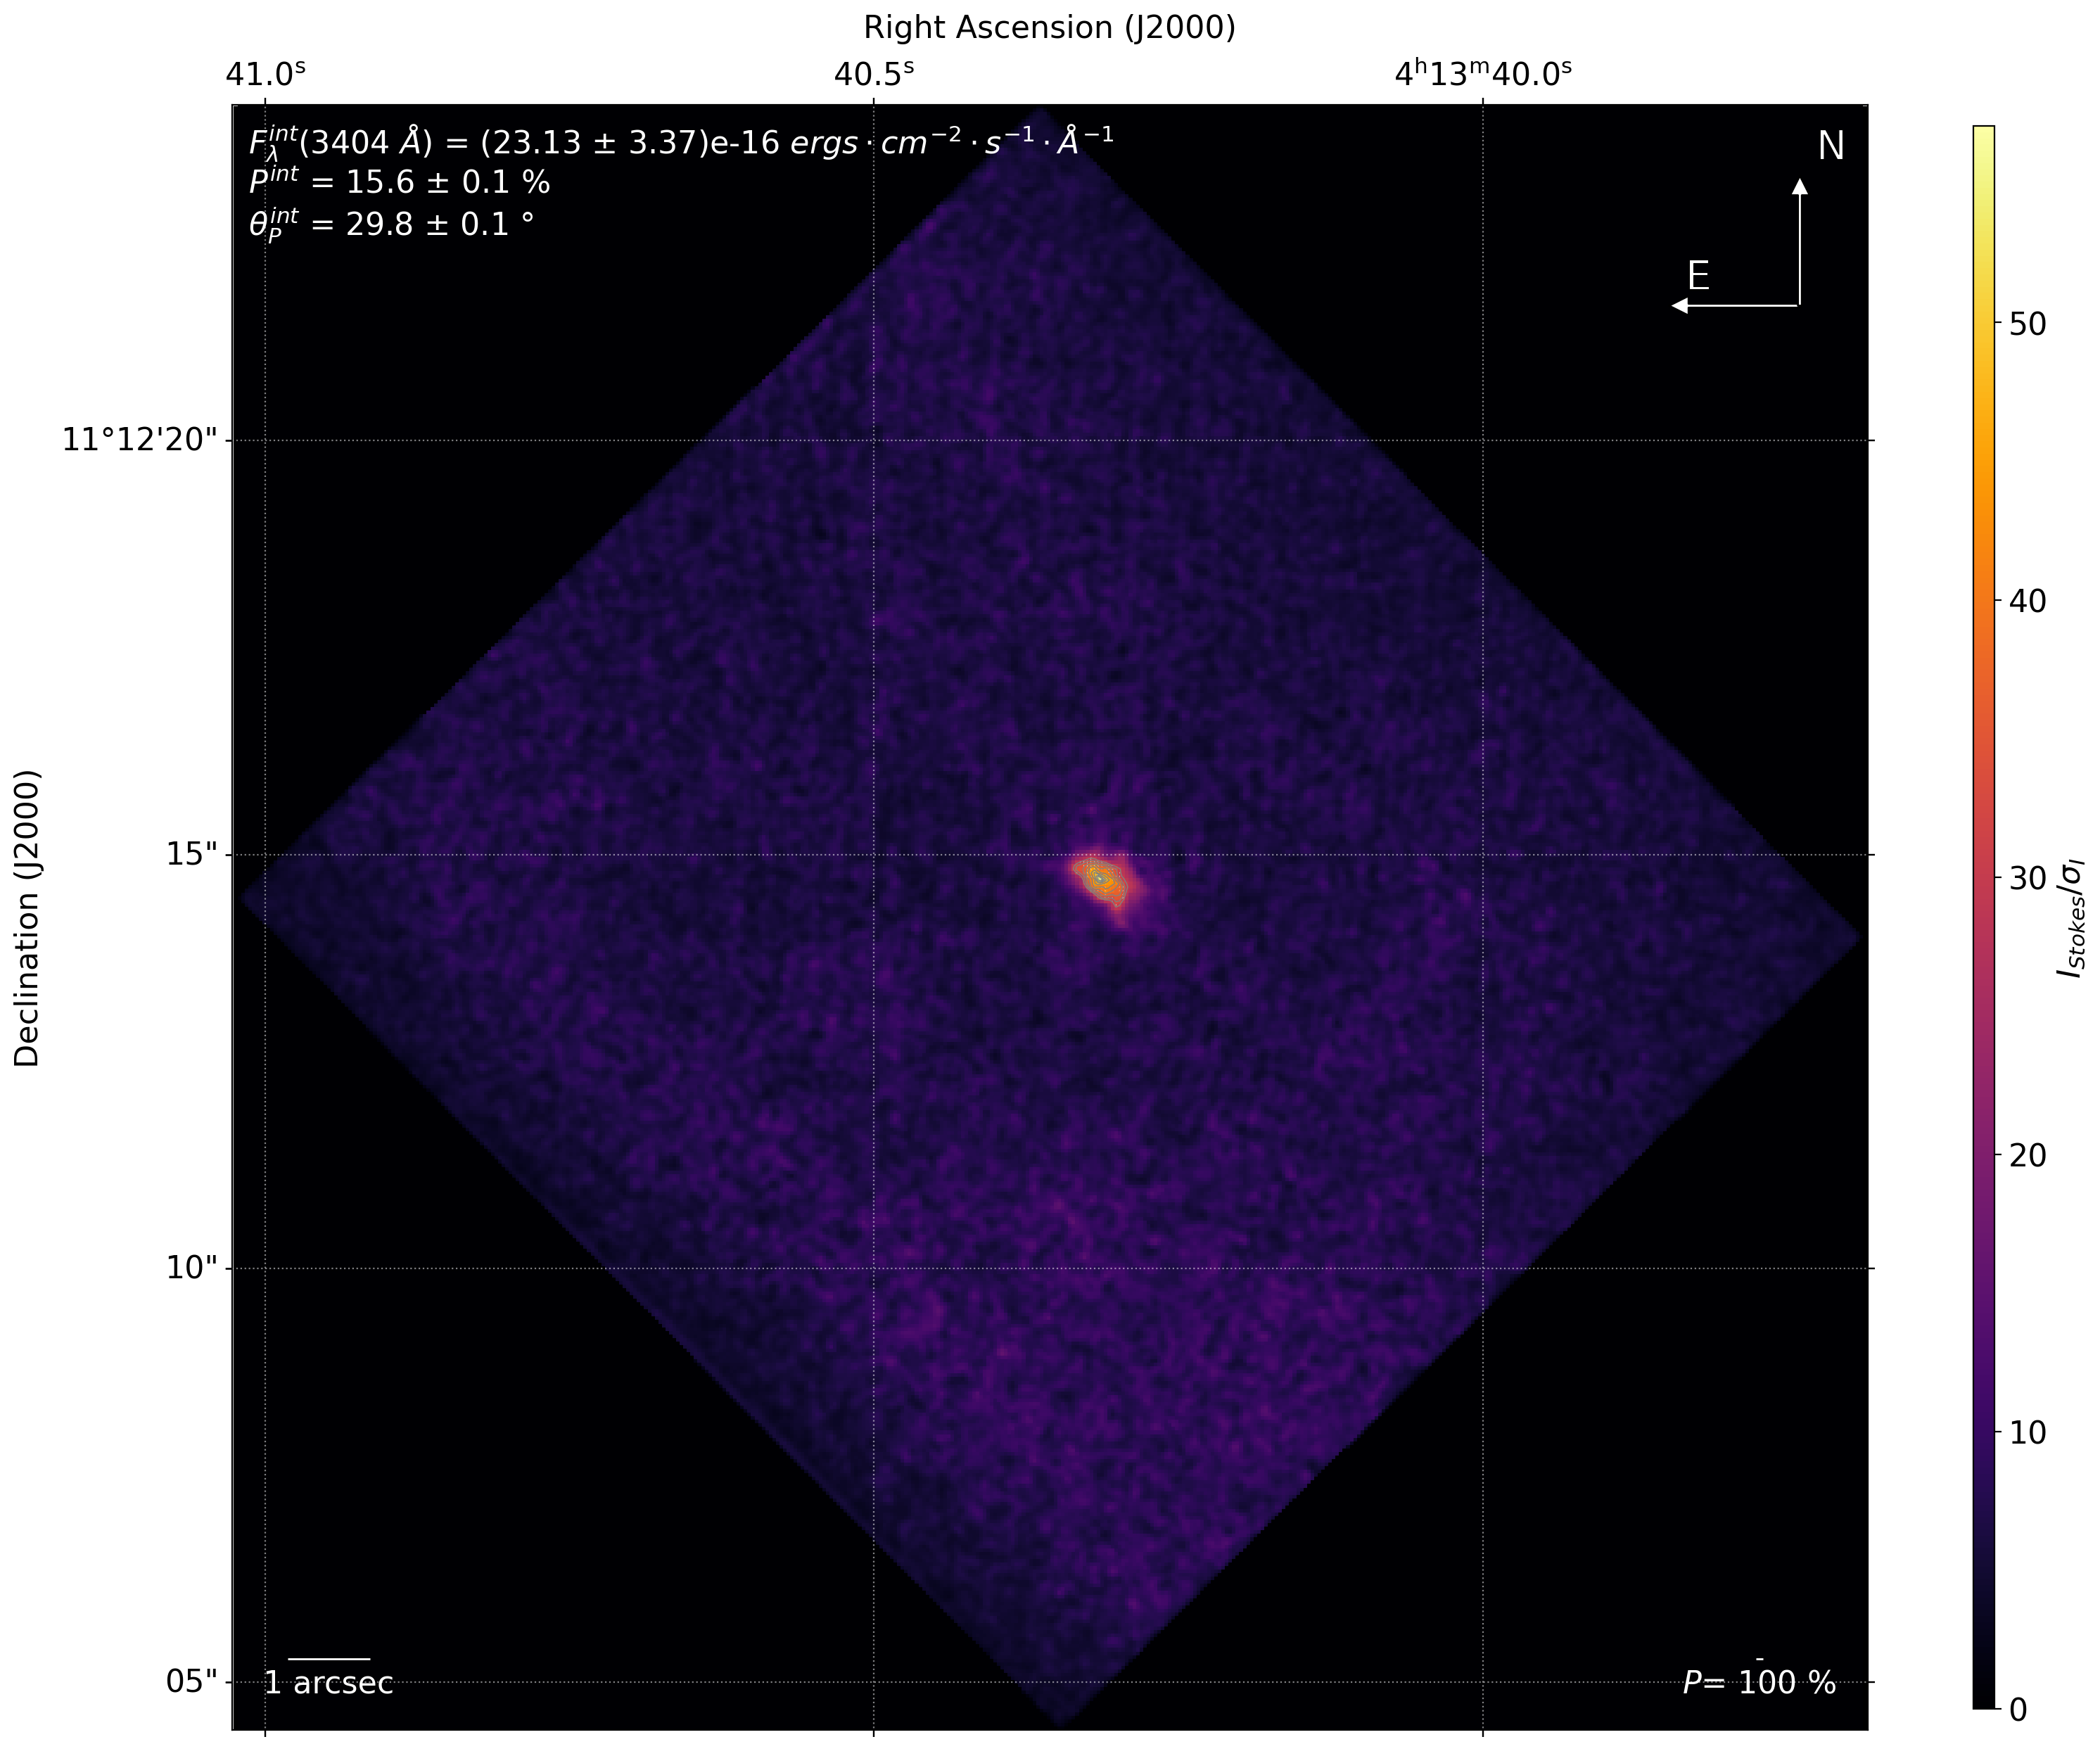 Right Ascension (J2000)
41.0ˢ 40.5ˢ 4ʰ13ᵐ40.0ˢ
F_λ^int(3404 Å) = (23.13 ± 3.37)e-16 ergs · cm⁻² · s⁻¹ · Å⁻¹
P^int = 15.6 ± 0.1 %
θ_P^int = 29.8 ± 0.1 °
N
E
11°12'20"
15"
10"
05"
Declination (J2000)
1 arcsec
P= 100 %
50
40
30
20
10
0
I_Stokes/σ_I